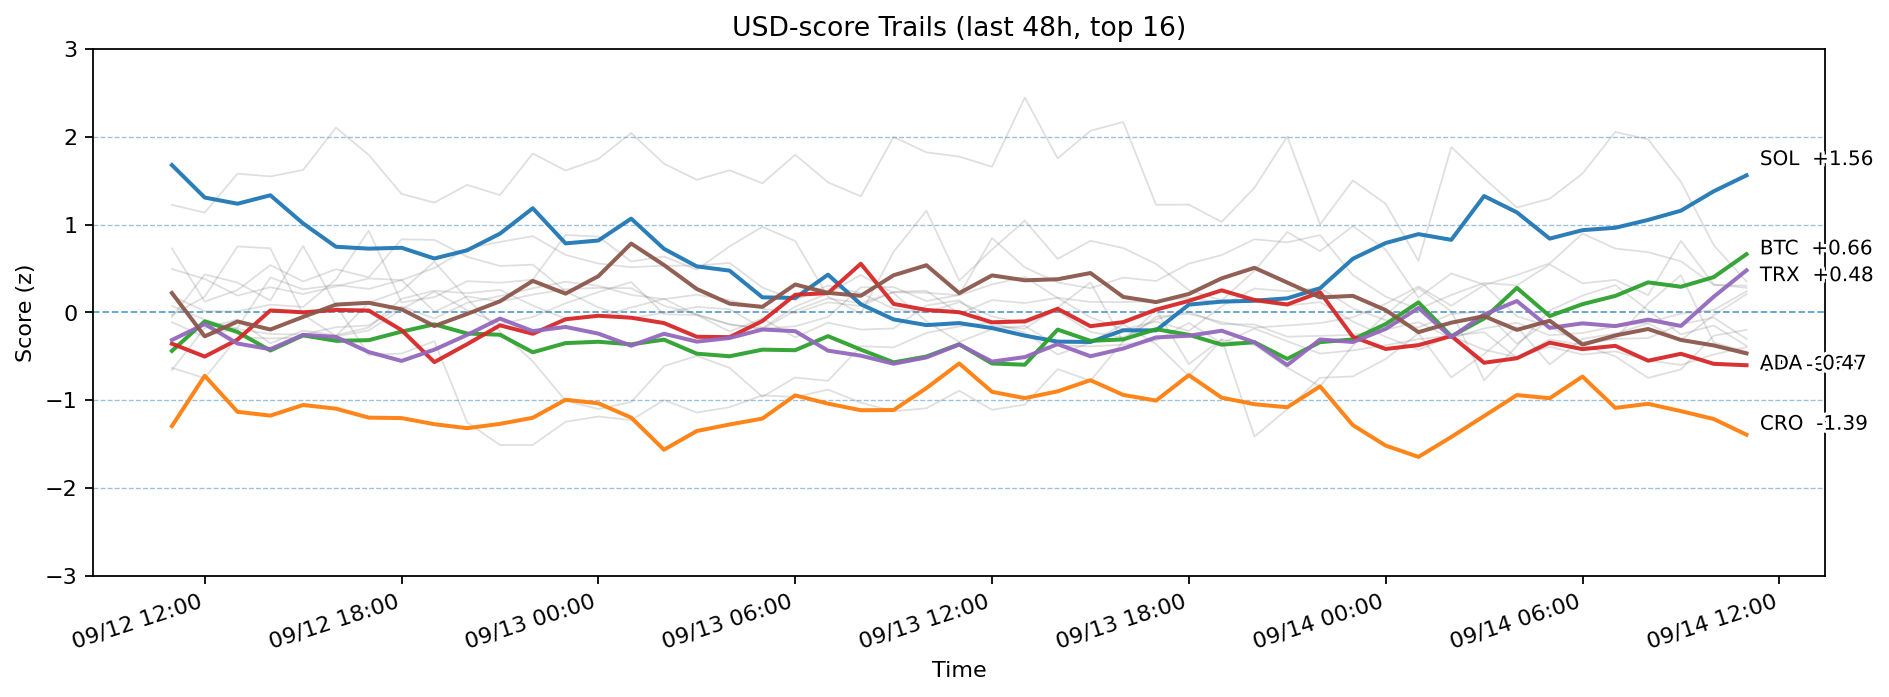 USD-score Trails (last 48h, top 16)
Score (z)
3
2
1
0
−1
−2
−3
SOL +1.56
BTC +0.66
TRX +0.48
ADA -0.47
CRO -1.39
09/12 12:00
09/12 18:00
09/13 00:00
09/13 06:00
09/13 12:00
09/13 18:00
09/14 00:00
09/14 06:00
09/14 12:00
Time